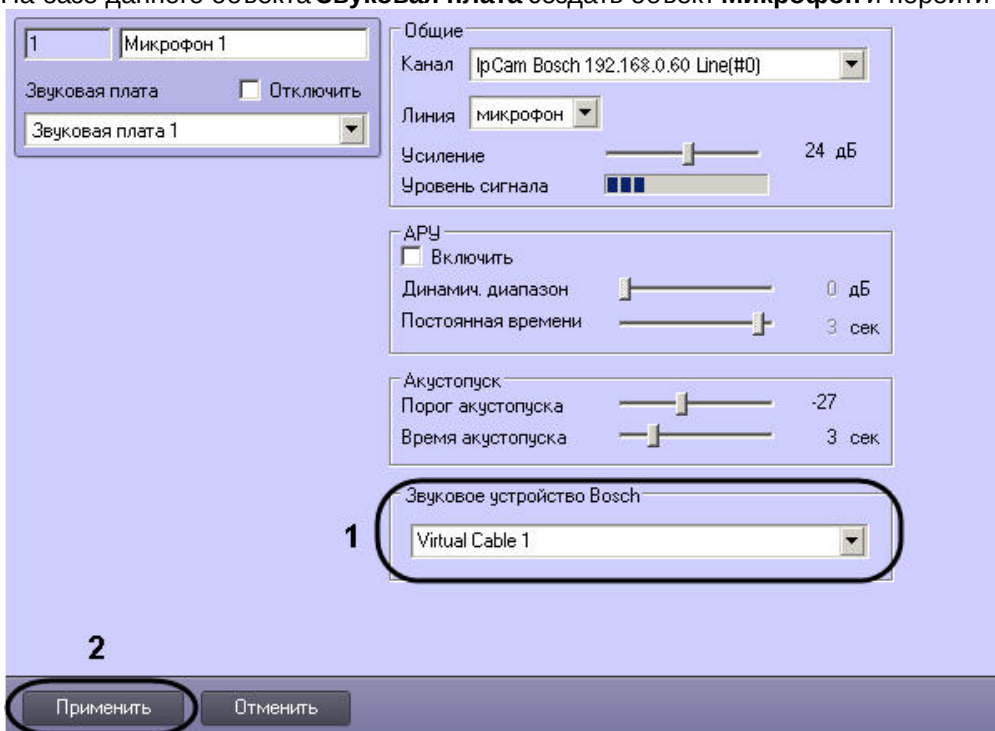 На базе данного объекта Звуковая плата создать объект Микрофон и перейти
1 Микрофон 1
Звуковая плата Отключить
Звуковая плата 1
Общие
Канал IpCam Bosch 192.168.0.60 Line(#0)
Линия микрофон
Усиление 24 дБ
Уровень сигнала
АРУ
Включить
Динамич. диапазон 0 дБ
Постоянная времени 3 сек
Акустопуск
Порог акустопуска -27
Время акустопуска 3 сек
Звуковое устройство Bosch
1 Virtual Cable 1
2
Применить Отменить